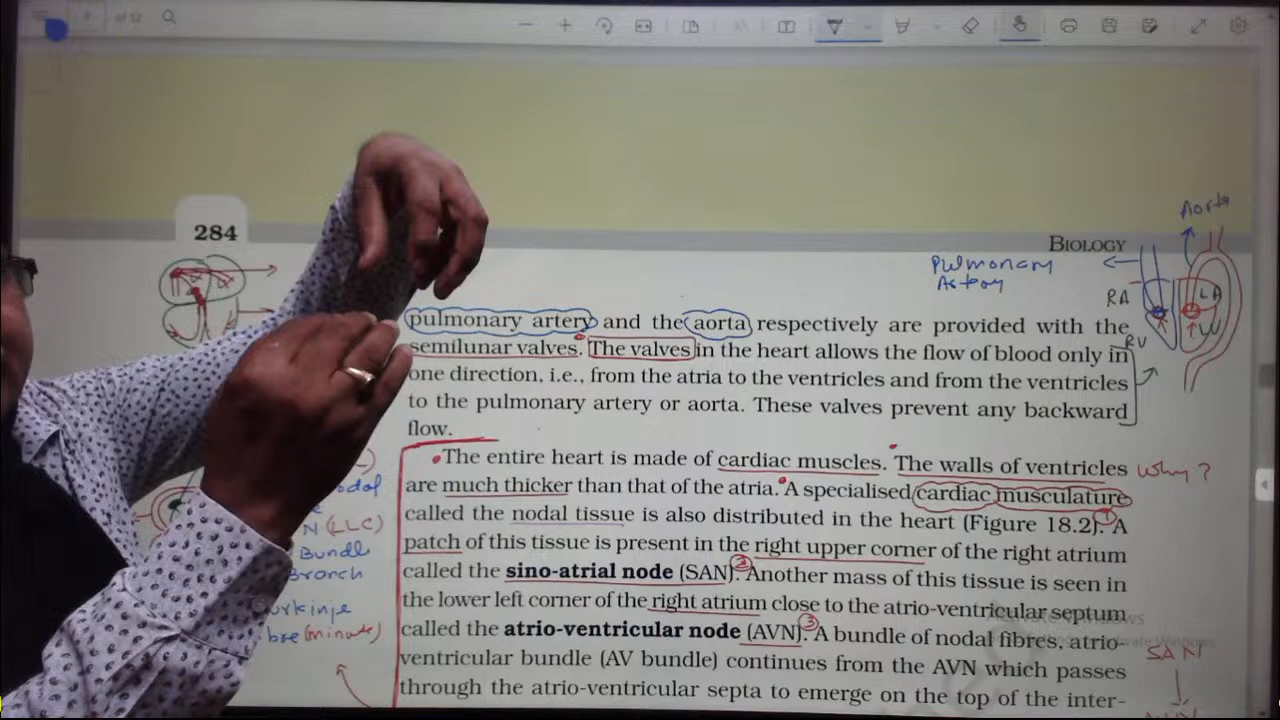 284
BIOLOGY
Aorta
Pulmonary
RA
LA
RV
pulmonary artery and the aorta respectively are provided with the
semilunar valves. The valves in the heart allows the flow of blood only in
one direction, i.e., from the atria to the ventricles and from the ventricles
to the pulmonary artery or aorta. These valves prevent any backward
flow.
The entire heart is made of cardiac muscles. The walls of ventricles why?
are much thicker than that of the atria. A specialised cardiac musculature
called the nodal tissue is also distributed in the heart (Figure 18.2). A
patch of this tissue is present in the right upper corner of the right atrium
called the sino-atrial node (SAN). Another mass of this tissue is seen in
the lower left corner of the right atrium close to the atrio-ventricular septum
called the atrio-ventricular node (AVN). A bundle of nodal fibres, atrio-
ventricular bundle (AV bundle) continues from the AVN which passes
through the atrio-ventricular septa to emerge on the top of the inter-
(LLC)
Bundle
Branch
(minute)
SAN